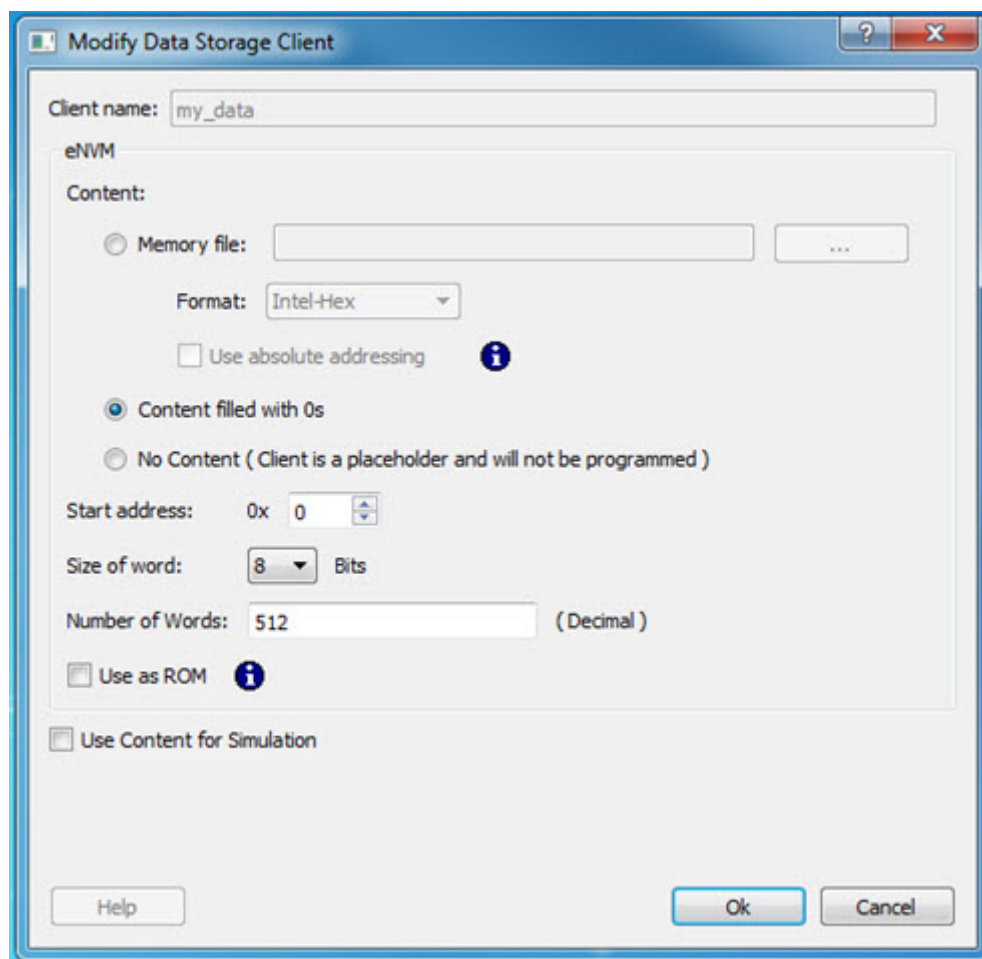 Modify Data Storage Client
Client name: my_data
eNVM
Content:
Memory file: ...
Format: Intel-Hex
Use absolute addressing
Content filled with 0s
No Content ( Client is a placeholder and will not be programmed )
Start address: 0x 0
Size of word: 8 Bits
Number of Words: 512 ( Decimal )
Use as ROM
Use Content for Simulation
Help Ok Cancel